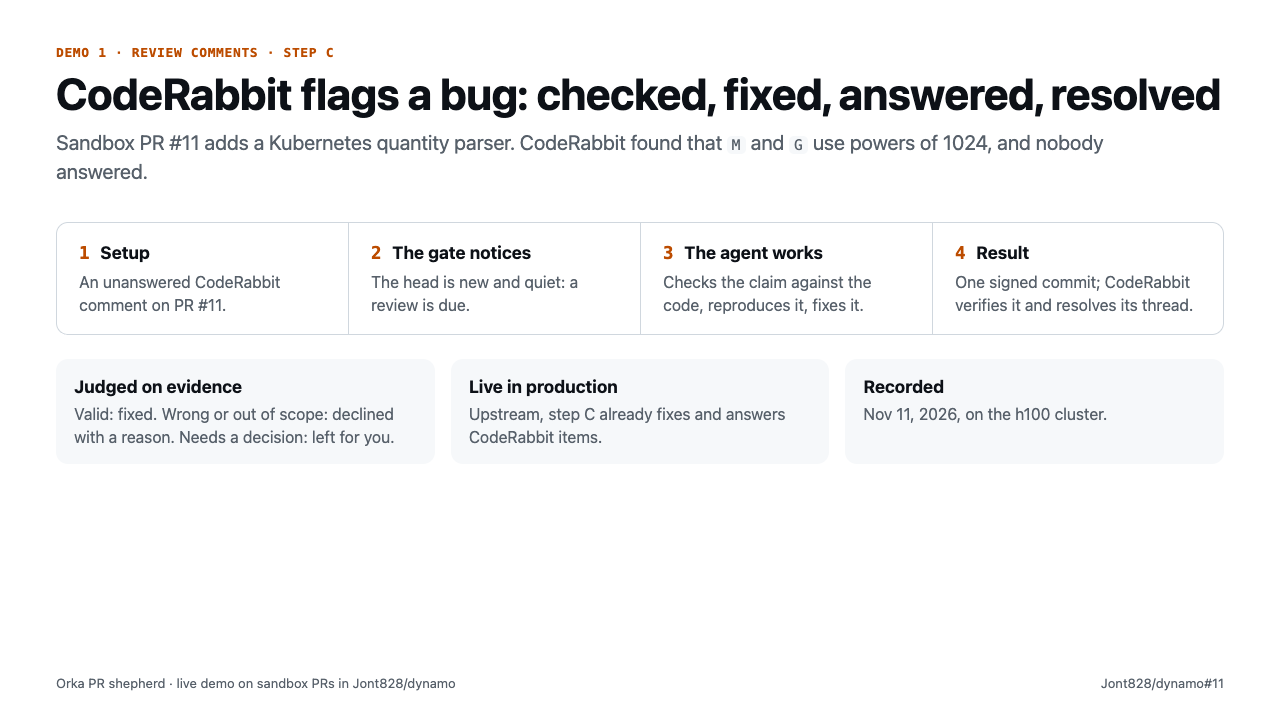 DEMO 1 · REVIEW COMMENTS · STEP C
CodeRabbit flags a bug: checked, fixed, answered, resolved
Sandbox PR #11 adds a Kubernetes quantity parser. CodeRabbit found that M and G use powers of 1024, and nobody
answered.
1 Setup
An unanswered CodeRabbit
comment on PR #11.
2 The gate notices
The head is new and quiet: a
review is due.
3 The agent works
Checks the claim against the
code, reproduces it, fixes it.
4 Result
One signed commit; CodeRabbit
verifies it and resolves its thread.
Judged on evidence
Valid: fixed. Wrong or out of scope: declined
with a reason. Needs a decision: left for you.
Live in production
Upstream, step C already fixes and answers
CodeRabbit items.
Recorded
Nov 11, 2026, on the h100 cluster.
Orka PR shepherd · live demo on sandbox PRs in Jont828/dynamo
Jont828/dynamo#11